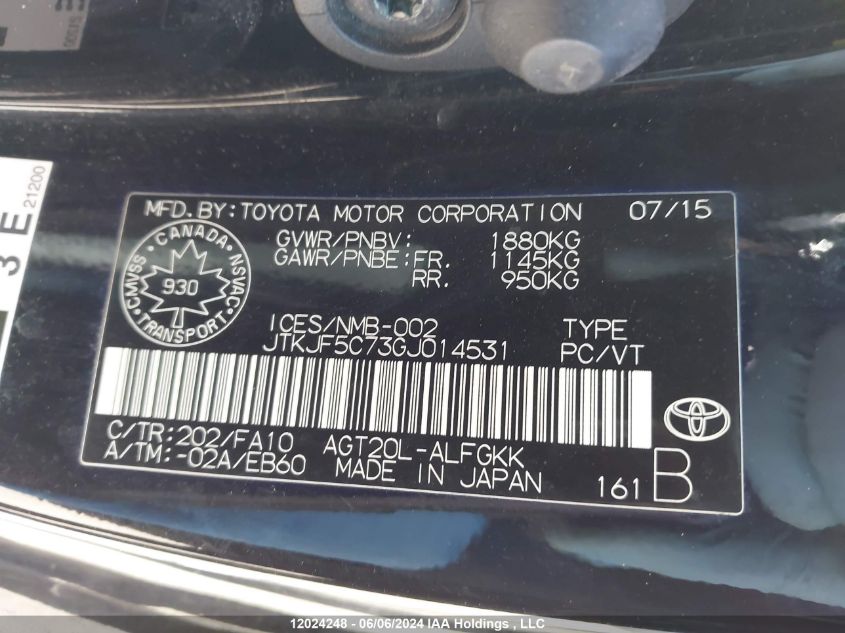 3 E
21200
MFD.BY:TOYOTA MOTOR CORPORATION 07/15
GVWR/PNBV: 1880KG
GAWR/PNBE:FR. 1145KG
RR. 950KG
CANADA
CMVSS 930 NSVAC
TRANSPORT
ICES/NMB-002 TYPE
JTKJF5C73GJ014531 PC/VT
C/TR:202/FA10 AGT20L-ALFGKK
A/TM:-02A/EB60 MADE IN JAPAN 161 B
12024248 - 06/06/2024 IAA Holdings, LLC